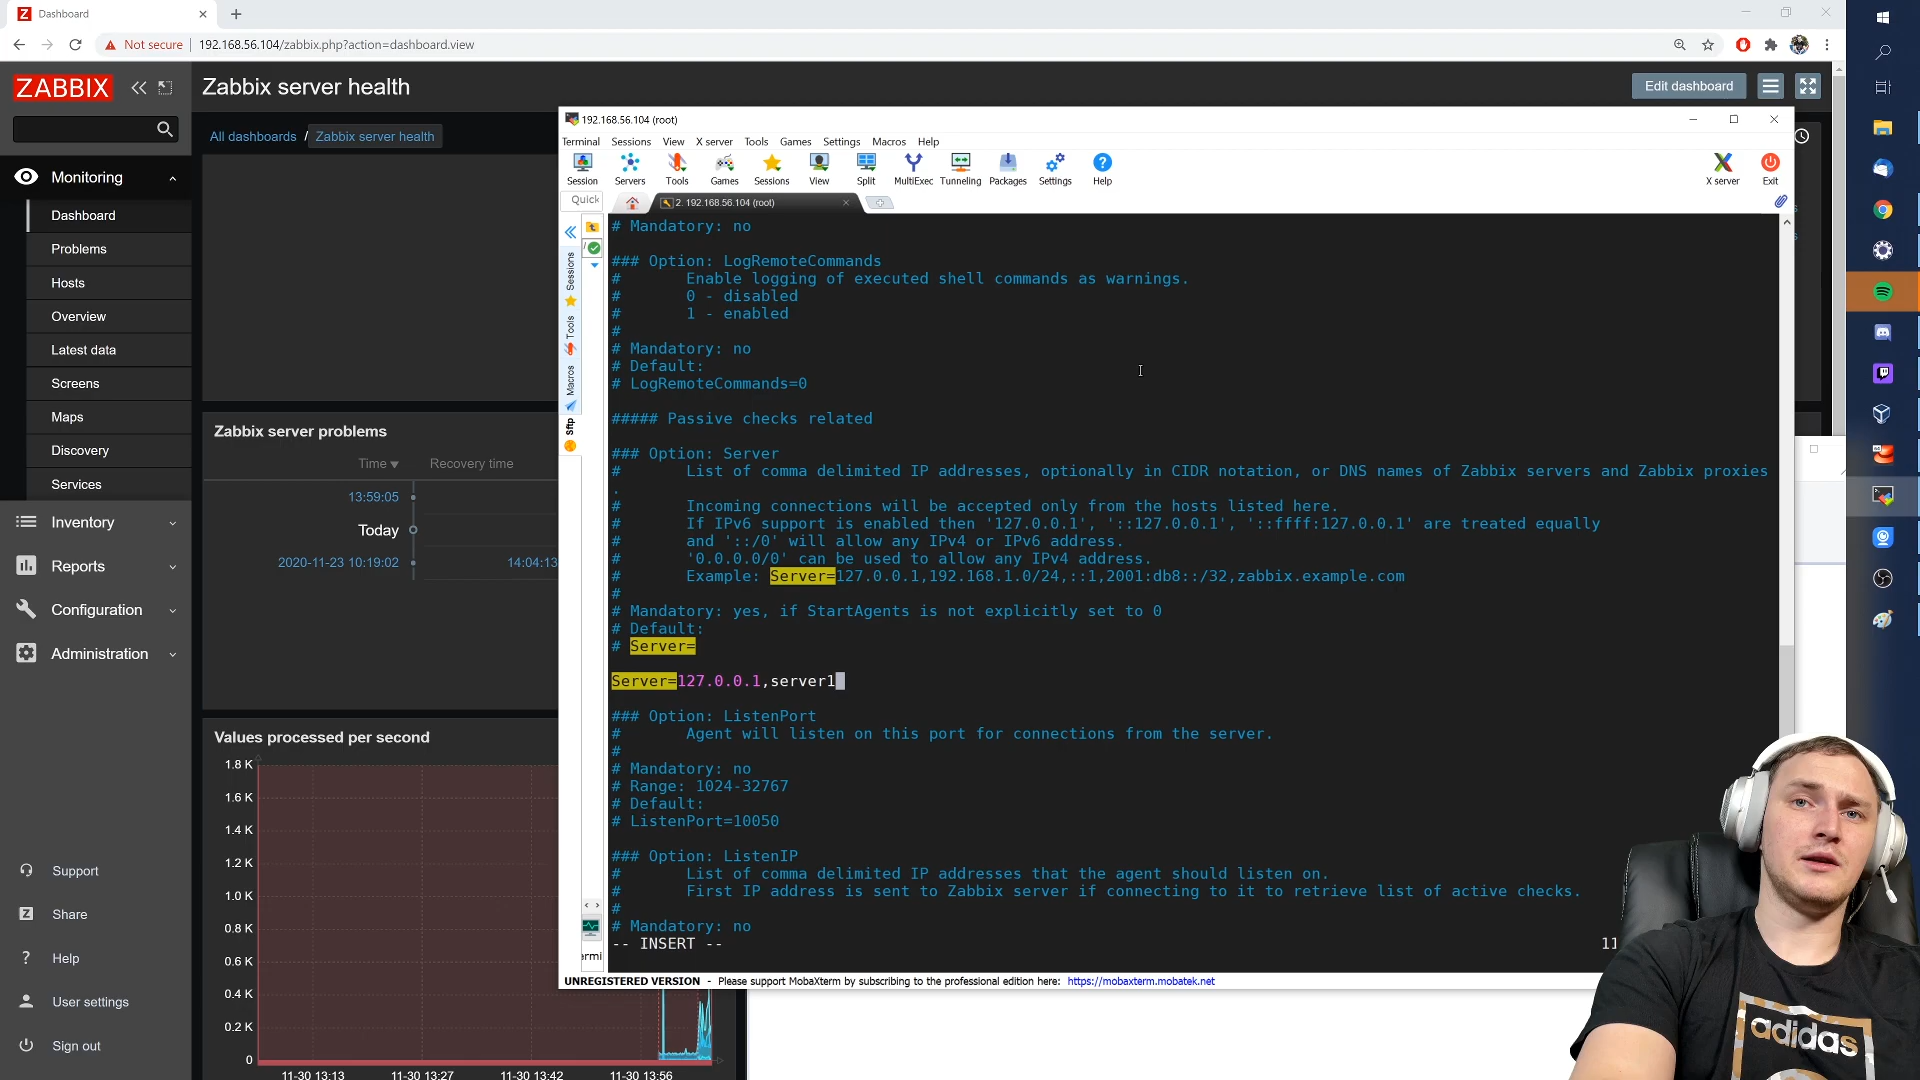 Dashboard
Not secure
192.168.56.104/zabbix.php?action=dashboard.view
ZABBIX
Zabbix server health
Edit dashboard
All dashboards / Zabbix server health
Monitoring
Dashboard
Problems
Hosts
Overview
Latest data
Screens
Maps
Discovery
Services
Inventory
Reports
Configuration
Administration
Support
Share
Help
User settings
Sign out
Zabbix server problems
Time
Recovery time
13:59:05
Today
2020-11-23 10:19:02
14:04:13
Values processed per second
1.8 K
1.6 K
1.4 K
1.2 K
1.0 K
0.8 K
0.6 K
0.4 K
0.2 K
0
11-30 13:13
11-30 13:27
11-30 13:42
11-30 13:56
192.168.56.104 (root)
Terminal Sessions View X server Tools Games Settings Macros Help
Session Servers Tools Games Sessions View Split MultiExec Tunneling Packages Settings Help
X server Exit
Quick
2. 192.168.56.104 (root)
Sessions
Tools
Macros
Sftp
# Mandatory: no
### Option: LogRemoteCommands
# Enable logging of executed shell commands as warnings.
# 0 - disabled
# 1 - enabled
#
# Mandatory: no
# Default:
# LogRemoteCommands=0
##### Passive checks related
### Option: Server
# List of comma delimited IP addresses, optionally in CIDR notation, or DNS names of Zabbix servers and Zabbix proxies
.
# Incoming connections will be accepted only from the hosts listed here.
# If IPv6 support is enabled then '127.0.0.1', '::127.0.0.1', '::ffff:127.0.0.1' are treated equally
# and '::/0' will allow any IPv4 or IPv6 address.
# '0.0.0.0/0' can be used to allow any IPv4 address.
# Example: Server=127.0.0.1,192.168.1.0/24,::1,2001:db8::/32,zabbix.example.com
#
# Mandatory: yes, if StartAgents is not explicitly set to 0
# Default:
# Server=
Server=127.0.0.1,server1
### Option: ListenPort
# Agent will listen on this port for connections from the server.
#
# Mandatory: no
# Range: 1024-32767
# Default:
# ListenPort=10050
### Option: ListenIP
# List of comma delimited IP addresses that the agent should listen on.
# First IP address is sent to Zabbix server if connecting to it to retrieve list of active checks.
#
# Mandatory: no
-- INSERT --
11
ermi
UNREGISTERED VERSION - Please support MobaXterm by subscribing to the professional edition here: https://mobaxterm.mobatek.net
adidas